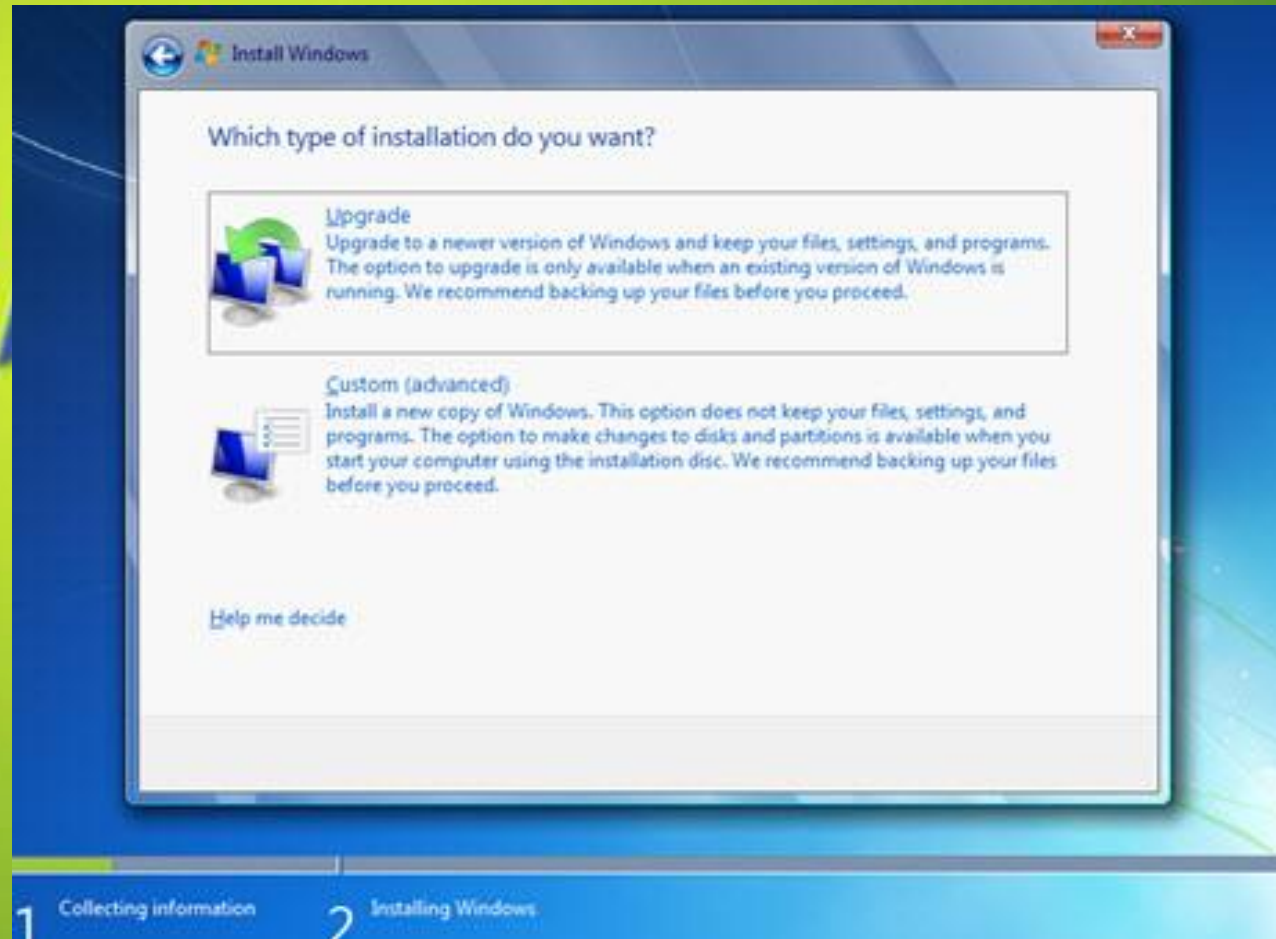 Install Windows
Which type of installation do you want?
Upgrade
Upgrade to a newer version of Windows and keep your files, settings, and programs.
The option to upgrade is only available when an existing version of Windows is
running. We recommend backing up your files before you proceed.
Custom (advanced)
Install a new copy of Windows. This option does not keep your files, settings, and
programs. The option to make changes to disks and partitions is available when you
start your computer using the installation disc. We recommend backing up your files
before you proceed.
Help me decide
1 Collecting information 2 Installing Windows